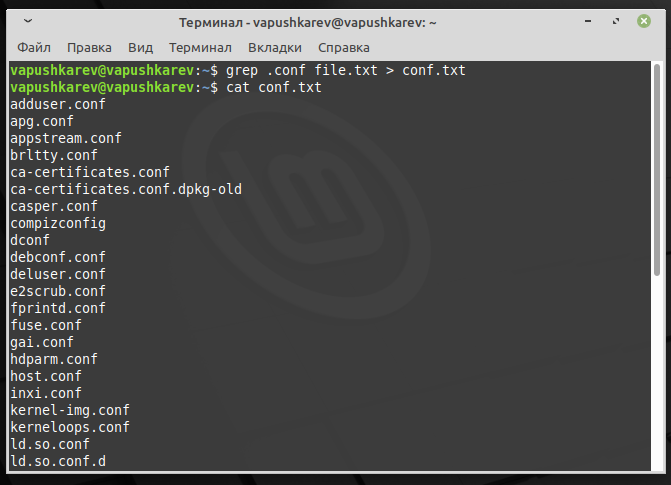 Терминал - vapushkarev@vapushkarev: ~
Файл Правка Вид Терминал Вкладки Справка
vapushkarev@vapushkarev:~$ grep .conf file.txt > conf.txt
vapushkarev@vapushkarev:~$ cat conf.txt
adduser.conf
apg.conf
appstream.conf
brltty.conf
ca-certificates.conf
ca-certificates.conf.dpkg-old
casper.conf
compizconfig
dconf
debconf.conf
deluser.conf
e2scrub.conf
fprintd.conf
fuse.conf
gai.conf
hdparm.conf
host.conf
inxi.conf
kernel-img.conf
kerneloops.conf
ld.so.conf
ld.so.conf.d